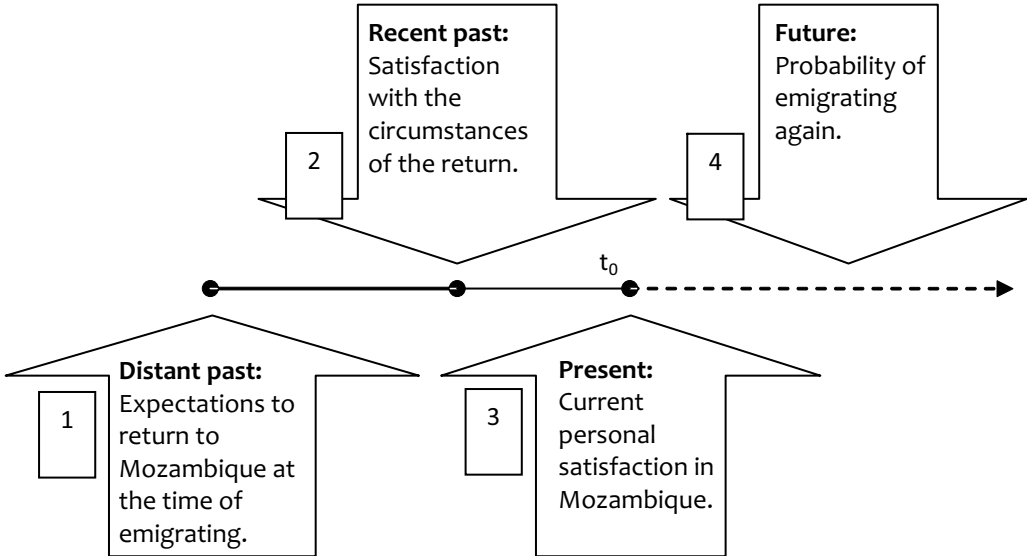 Recent past:
Satisfaction
with the
circumstances
of the return.
2
Future:
Probability of
emigrating
again.
4
t₀
Distant past:
Expectations to
return to
Mozambique at
the time of
emigrating.
1
Present:
Current
personal
satisfaction in
Mozambique.
3